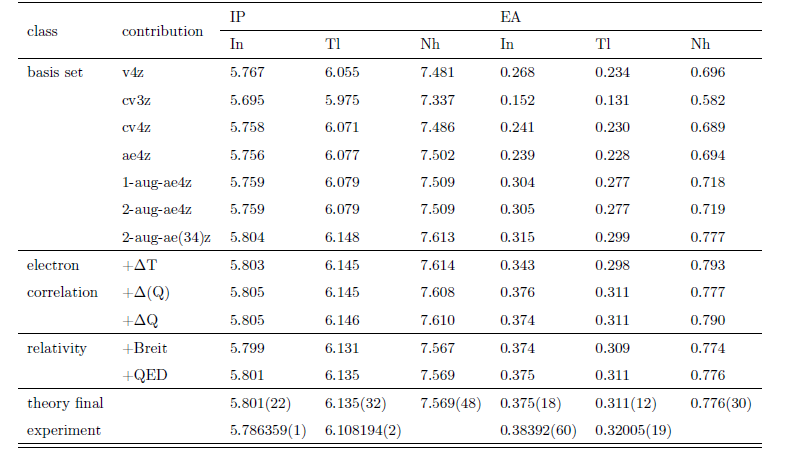 IP EA
class contribution
In Tl Nh In Tl Nh
basis set v4z 5.767 6.055 7.481 0.268 0.234 0.696
cv3z 5.695 5.975 7.337 0.152 0.131 0.582
cv4z 5.758 6.071 7.486 0.241 0.230 0.689
ae4z 5.756 6.077 7.502 0.239 0.228 0.694
1-aug-ae4z 5.759 6.079 7.509 0.304 0.277 0.718
2-aug-ae4z 5.759 6.079 7.509 0.305 0.277 0.719
2-aug-ae(34)z 5.804 6.148 7.613 0.315 0.299 0.777
electron +ΔT 5.803 6.145 7.614 0.343 0.298 0.793
correlation +Δ(Q) 5.805 6.145 7.608 0.376 0.311 0.777
+ΔQ 5.805 6.146 7.610 0.374 0.311 0.790
relativity +Breit 5.799 6.131 7.567 0.374 0.309 0.774
+QED 5.801 6.135 7.569 0.375 0.311 0.776
theory final 5.801(22) 6.135(32) 7.569(48) 0.375(18) 0.311(12) 0.776(30)
experiment 5.786359(1) 6.108194(2) 0.38392(60) 0.32005(19)